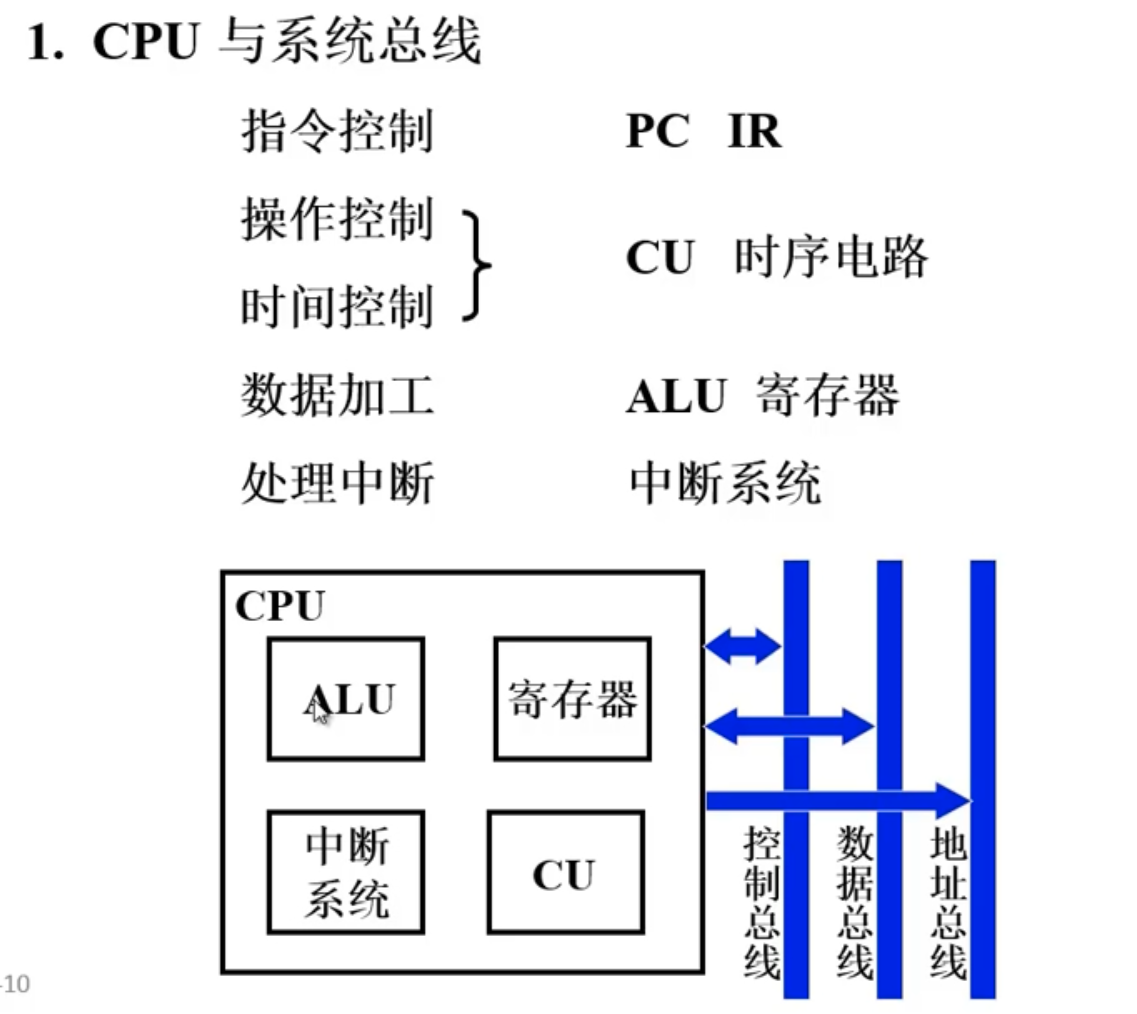 1. CPU 与系统总线
指令控制 PC IR
操作控制
时间控制
CU 时序电路
数据加工 ALU 寄存器
处理中断 中断系统
CPU
ALU 寄存器
中断
系统
CU
控制总线
数据总线
地址总线
-10